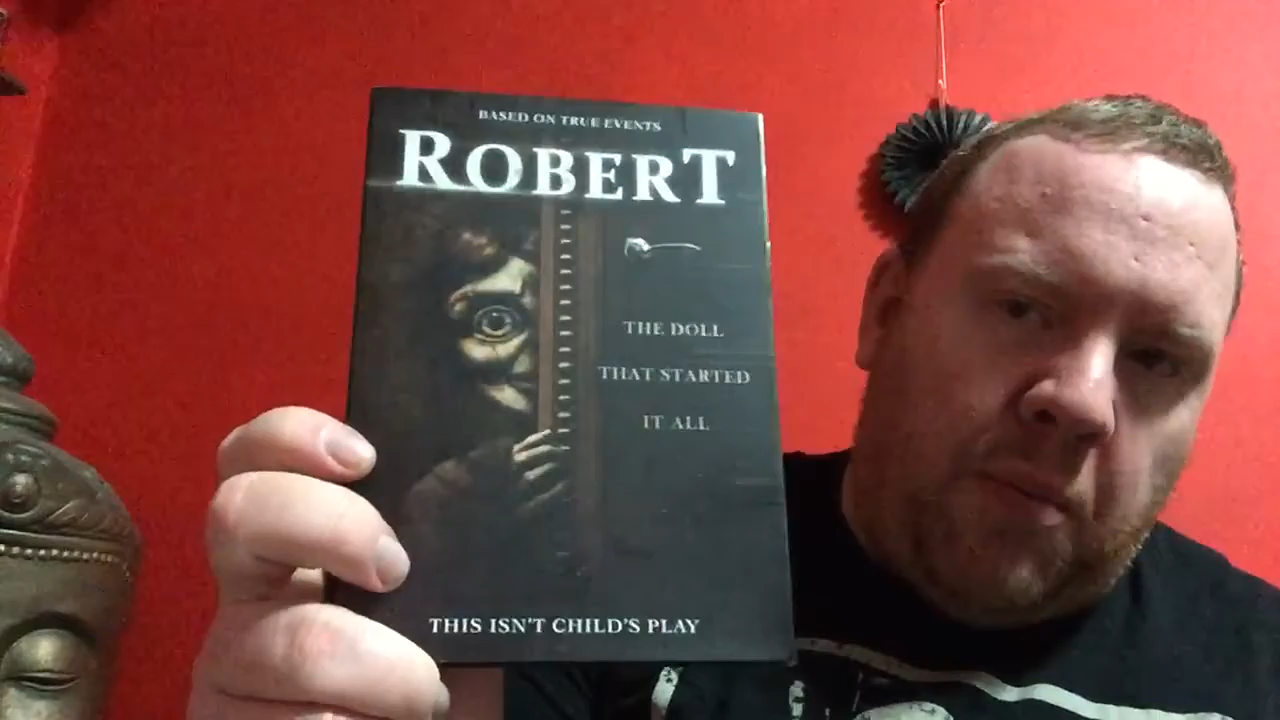 BASED ON TRUE EVENTS
ROBERT
THE DOLL
THAT STARTED
IT ALL
THIS ISN'T CHILD'S PLAY